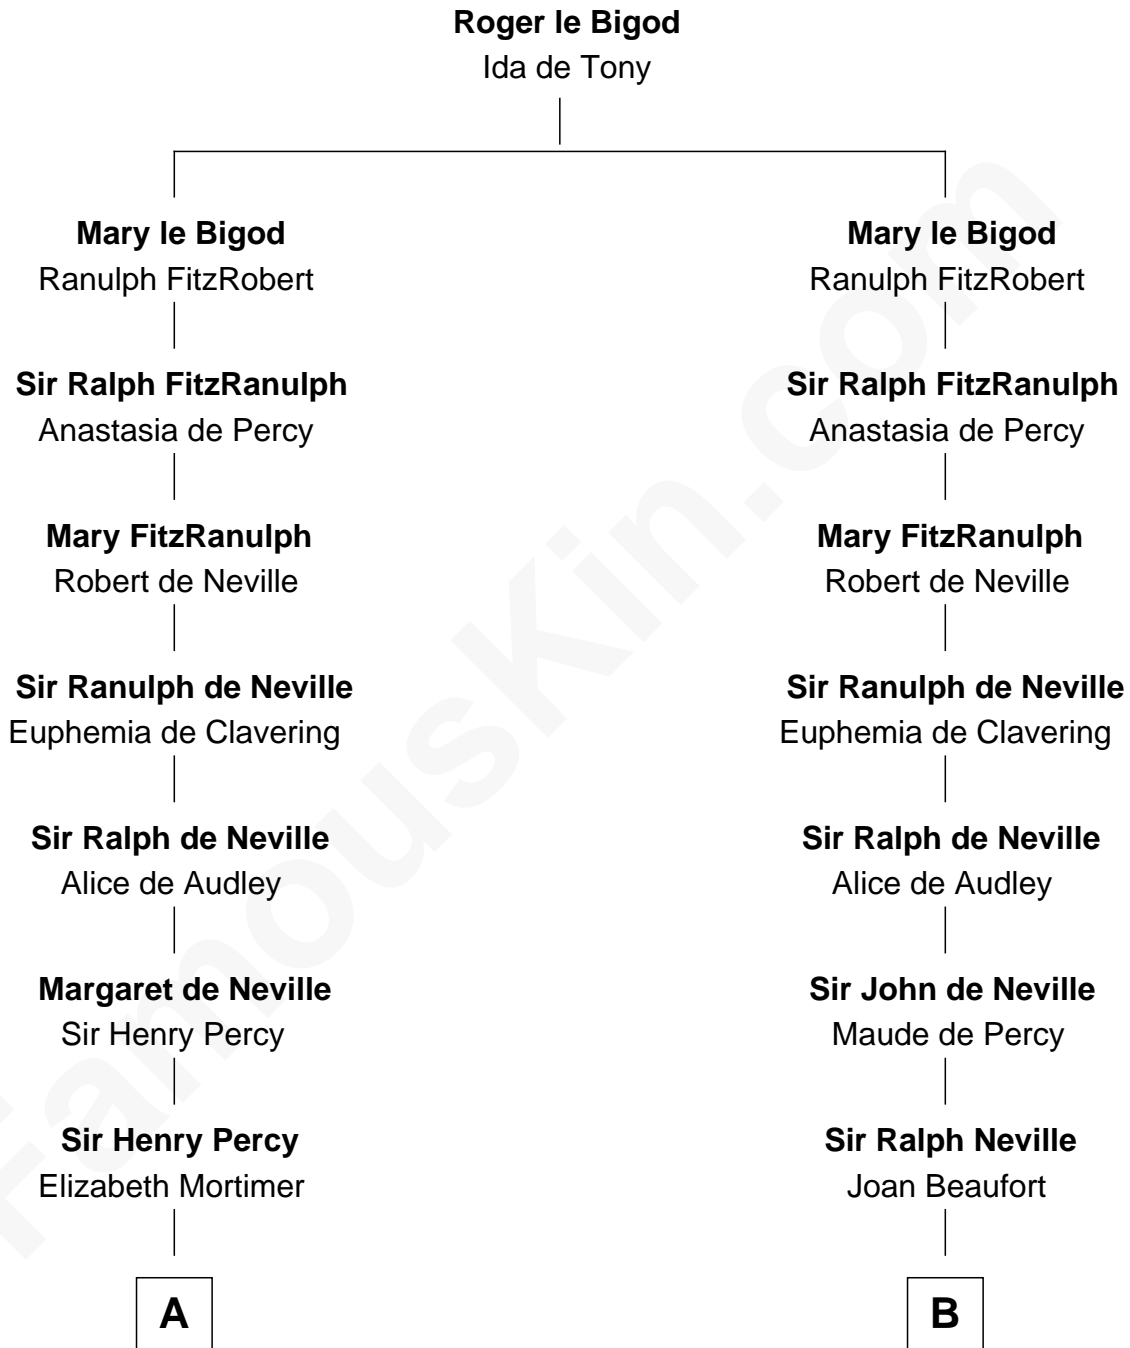 Roger le Bigod
Ida de Tony
Mary le Bigod
Ranulph FitzRobert
Sir Ralph FitzRanulph
Anastasia de Percy
Mary FitzRanulph
Robert de Neville
Sir Ranulph de Neville
Euphemia de Clavering
Sir Ralph de Neville
Alice de Audley
Margaret de Neville
Sir Henry Percy
Sir Henry Percy
Elizabeth Mortimer
A
Mary le Bigod
Ranulph FitzRobert
Sir Ralph FitzRanulph
Anastasia de Percy
Mary FitzRanulph
Robert de Neville
Sir Ranulph de Neville
Euphemia de Clavering
Sir Ralph de Neville
Alice de Audley
Sir John de Neville
Maude de Percy
Sir Ralph Neville
Joan Beaufort
B
FamousKin.com